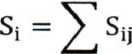 Sᵢ = ∑ Sᵢⱼ